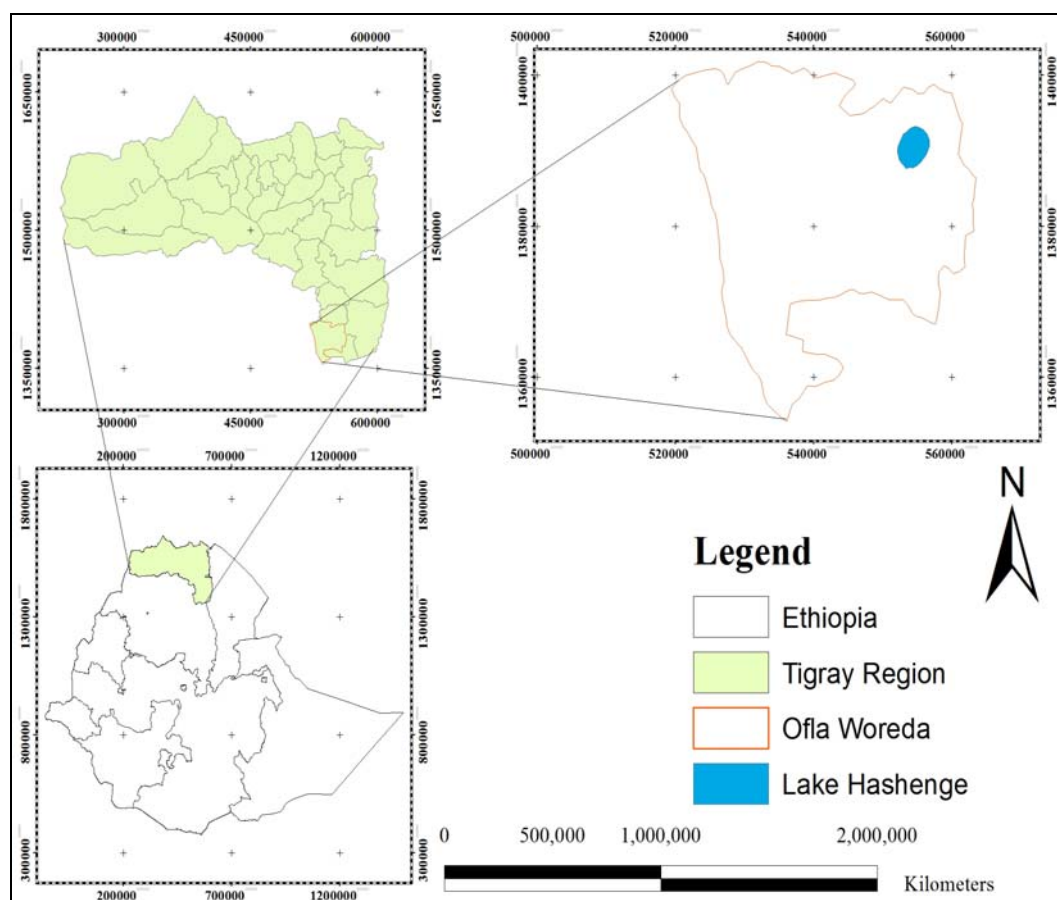 300000 450000 600000
1650000 1650000
1500000 1500000
1350000 1350000
300000 450000 600000
500000 520000 540000 560000
1400000 1400000
1380000 1380000
1360000 1360000
500000 520000 540000 560000
200000 700000 1200000
1800000 1800000
1300000 1300000
800000 800000
300000 300000
200000 700000 1200000
N
Legend
Ethiopia
Tigray Region
Ofla Woreda
Lake Hashenge
0 500,000 1,000,000 2,000,000
Kilometers